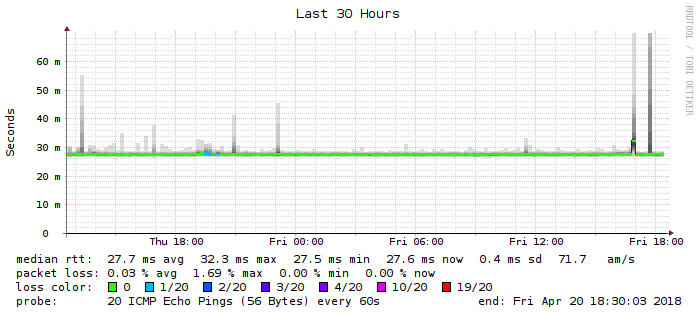 Last 30 Hours
RRDTOOL / TOBI OETIKER
Seconds
60 m
50 m
40 m
30 m
20 m
10 m
0
Thu 18:00 Fri 00:00 Fri 06:00 Fri 12:00 Fri 18:00
median rtt: 27.7 ms avg 32.3 ms max 27.5 ms min 27.6 ms now 0.4 ms sd 71.7 am/s
packet loss: 0.03 % avg 1.69 % max 0.00 % min 0.00 % now
loss color: 0 1/20 2/20 3/20 4/20 10/20 19/20
probe: 20 ICMP Echo Pings (56 Bytes) every 60s end: Fri Apr 20 18:30:03 2018